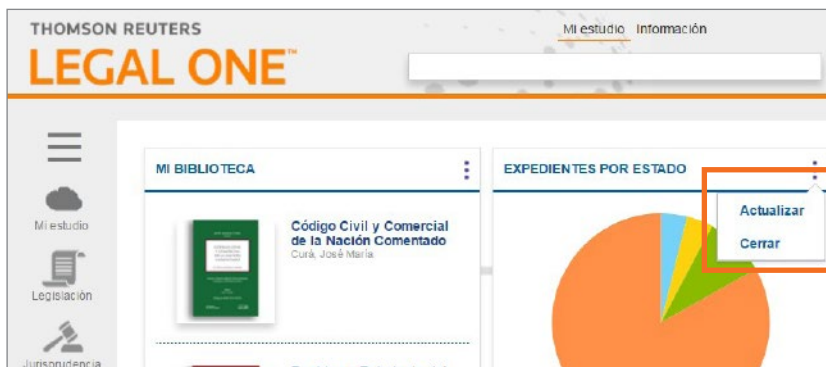 THOMSON REUTERS
LEGAL ONE™
Mi estudio Información
MI BIBLIOTECA
EXPEDIENTES POR ESTADO
Actualizar
Cerrar
Mi estudio
Código Civil y Comercial
de la Nación Comentado
Curá, José María
Legislación
Jurisprudencia